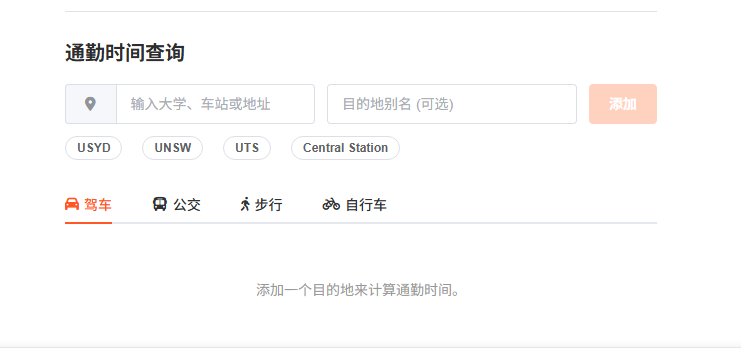 通勤时间查询
输入大学、车站或地址 目的地别名 (可选) 添加
USYD UNSW UTS Central Station
驾车 公交 步行 自行车
添加一个目的地来计算通勤时间。